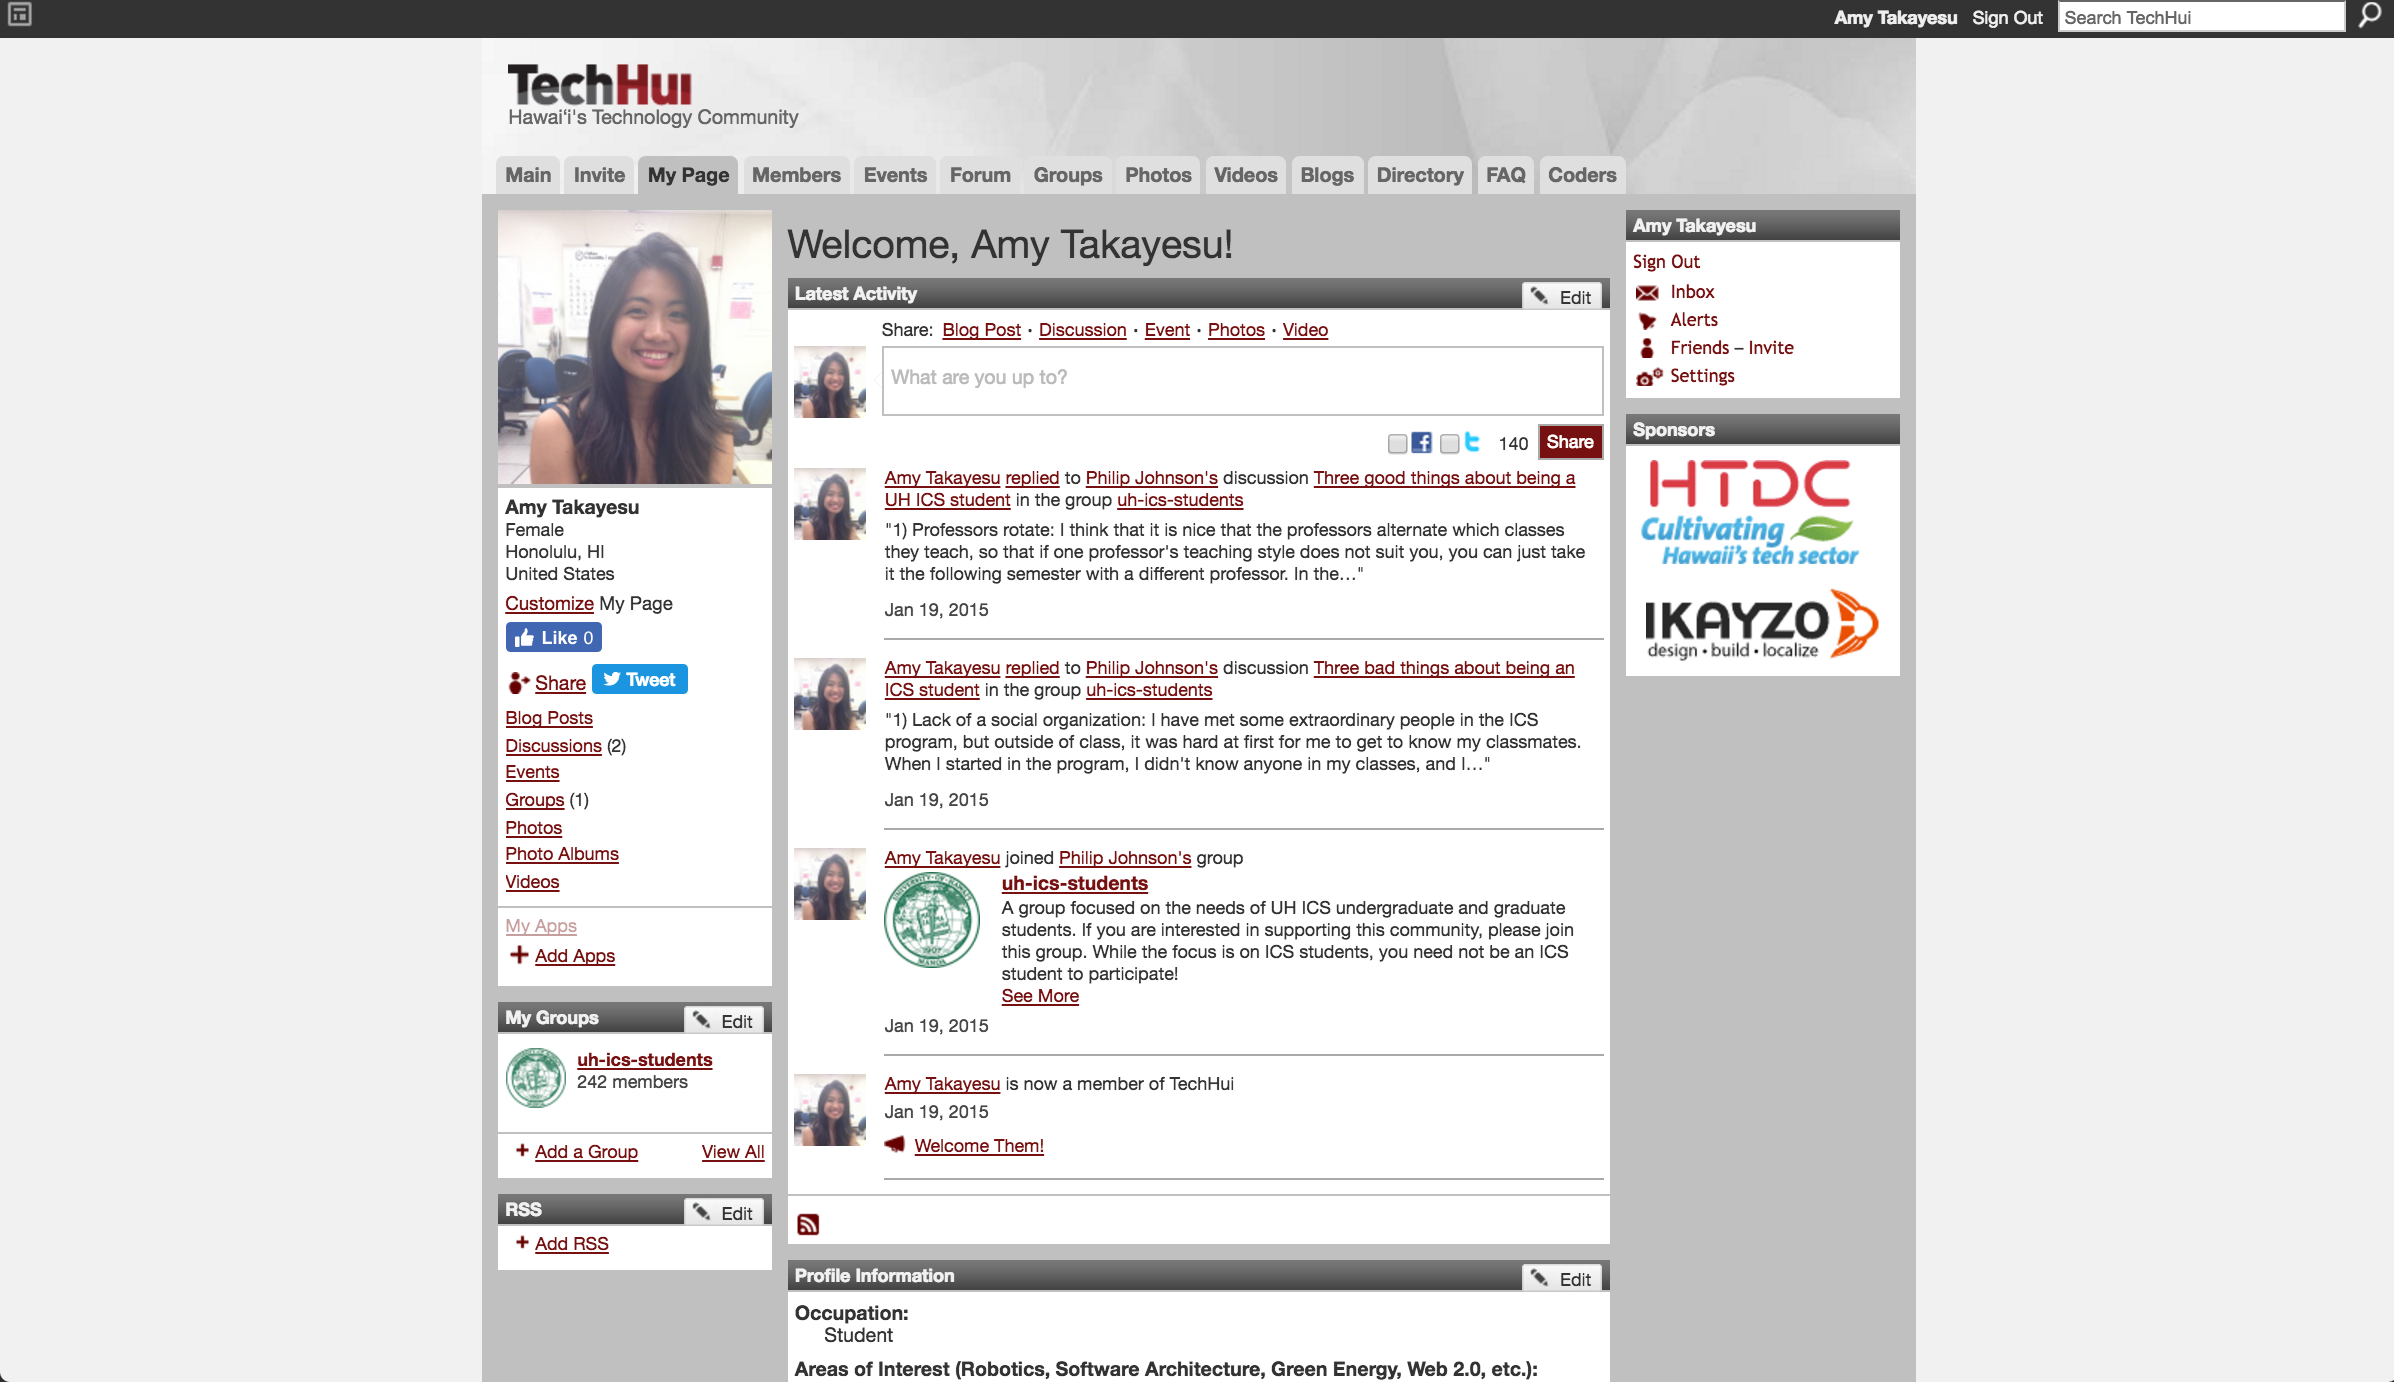 Amy Takayesu Sign Out Search TechHui
TechHui
Hawaiʻi's Technology Community
Main Invite My Page Members Events Forum Groups Photos Videos Blogs Directory FAQ Coders
Amy Takayesu
Female
Honolulu, HI
United States
Customize My Page
Like 0
Share Tweet
Blog Posts
Discussions (2)
Events
Groups (1)
Photos
Photo Albums
Videos
My Apps
Add Apps
My Groups Edit
uh-ics-students
242 members
Add a Group View All
RSS Edit
Add RSS
Welcome, Amy Takayesu!
Latest Activity Edit
Share: Blog Post · Discussion · Event · Photos · Video
What are you up to?
140 Share
Amy Takayesu replied to Philip Johnson's discussion Three good things about being a
UH ICS student in the group uh-ics-students
"1) Professors rotate: I think that it is nice that the professors alternate which classes
they teach, so that if one professor's teaching style does not suit you, you can just take
it the following semester with a different professor. In the…"
Jan 19, 2015
Amy Takayesu replied to Philip Johnson's discussion Three bad things about being an
ICS student in the group uh-ics-students
"1) Lack of a social organization: I have met some extraordinary people in the ICS
program, but outside of class, it was hard at first for me to get to know my classmates.
When I started in the program, I didn't know anyone in my classes, and I…"
Jan 19, 2015
Amy Takayesu joined Philip Johnson's group
uh-ics-students
A group focused on the needs of UH ICS undergraduate and graduate
students. If you are interested in supporting this community, please join
this group. While the focus is on ICS students, you need not be an ICS
student to participate!
See More
Jan 19, 2015
Amy Takayesu is now a member of TechHui
Jan 19, 2015
Welcome Them!
Profile Information Edit
Occupation:
Student
Areas of Interest (Robotics, Software Architecture, Green Energy, Web 2.0, etc.):
Amy Takayesu
Sign Out
Inbox
Alerts
Friends – Invite
Settings
Sponsors
HTDC
Cultivating
Hawaii's tech sector
IKAYZO
design • build • localize